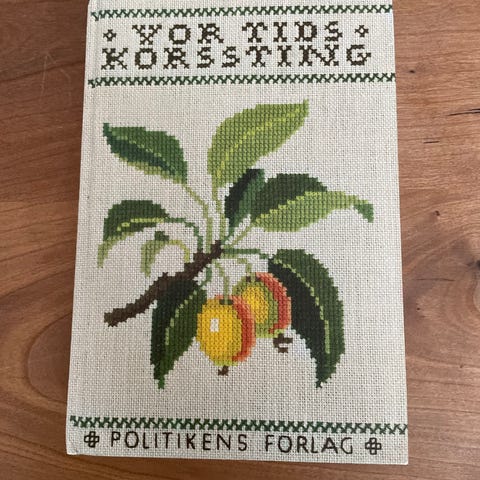 VOR TIDS
KORSSTING
POLITIKENS FORLAG